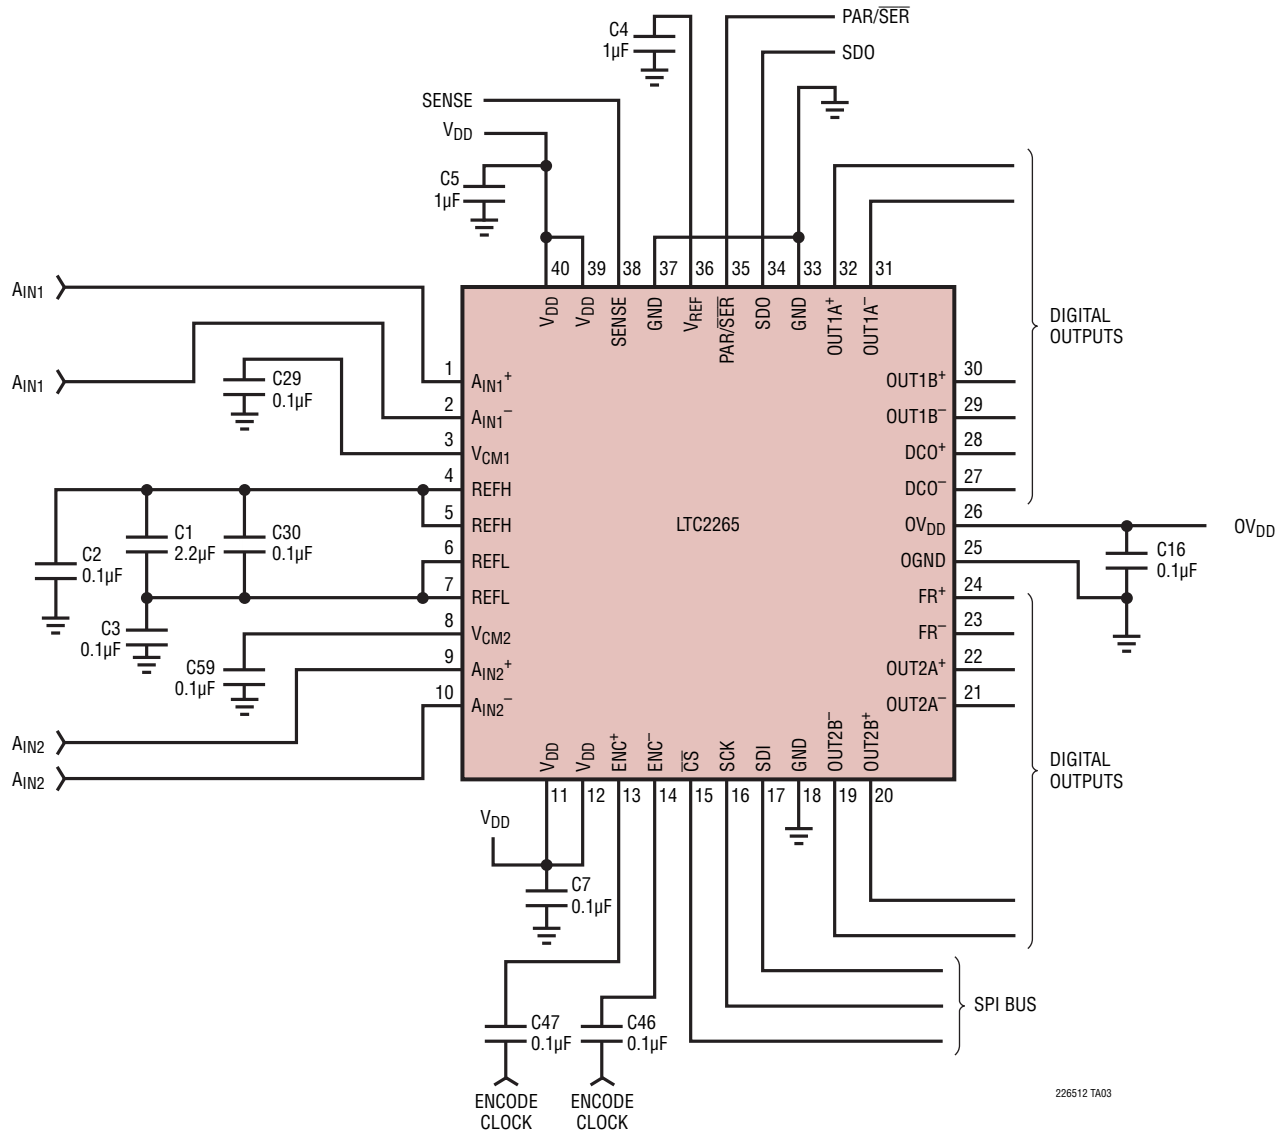 C4
1µF
PAR/SER
SDO
SENSE
VDD
C5
1µF
40 39 38 37 36 35 34 33 32 31
VDD VDD SENSE GND VREF PAR/SER SDO GND OUT1A+ OUT1A–
AIN1
AIN1
C29
0.1µF
1 AIN1+
2 AIN1–
3 VCM1
4 REFH
5 REFH
6 REFL
7 REFL
8 VCM2
9 AIN2+
10 AIN2–
C1
2.2µF
C30
0.1µF
C2
0.1µF
C3
0.1µF
C59
0.1µF
AIN2
AIN2
LTC2265
DIGITAL
OUTPUTS
OUT1B+ 30
OUT1B– 29
DCO+ 28
DCO– 27
OVDD 26
OGND 25
FR+ 24
FR– 23
OUT2A+ 22
OUT2A– 21
OVDD
C16
0.1µF
VDD VDD ENC+ ENC– CS SCK SDI GND OUT2B– OUT2B+
11 12 13 14 15 16 17 18 19 20
DIGITAL
OUTPUTS
VDD
C7
0.1µF
C47
0.1µF
C46
0.1µF
SPI BUS
ENCODE
CLOCK
ENCODE
CLOCK
226512 TA03